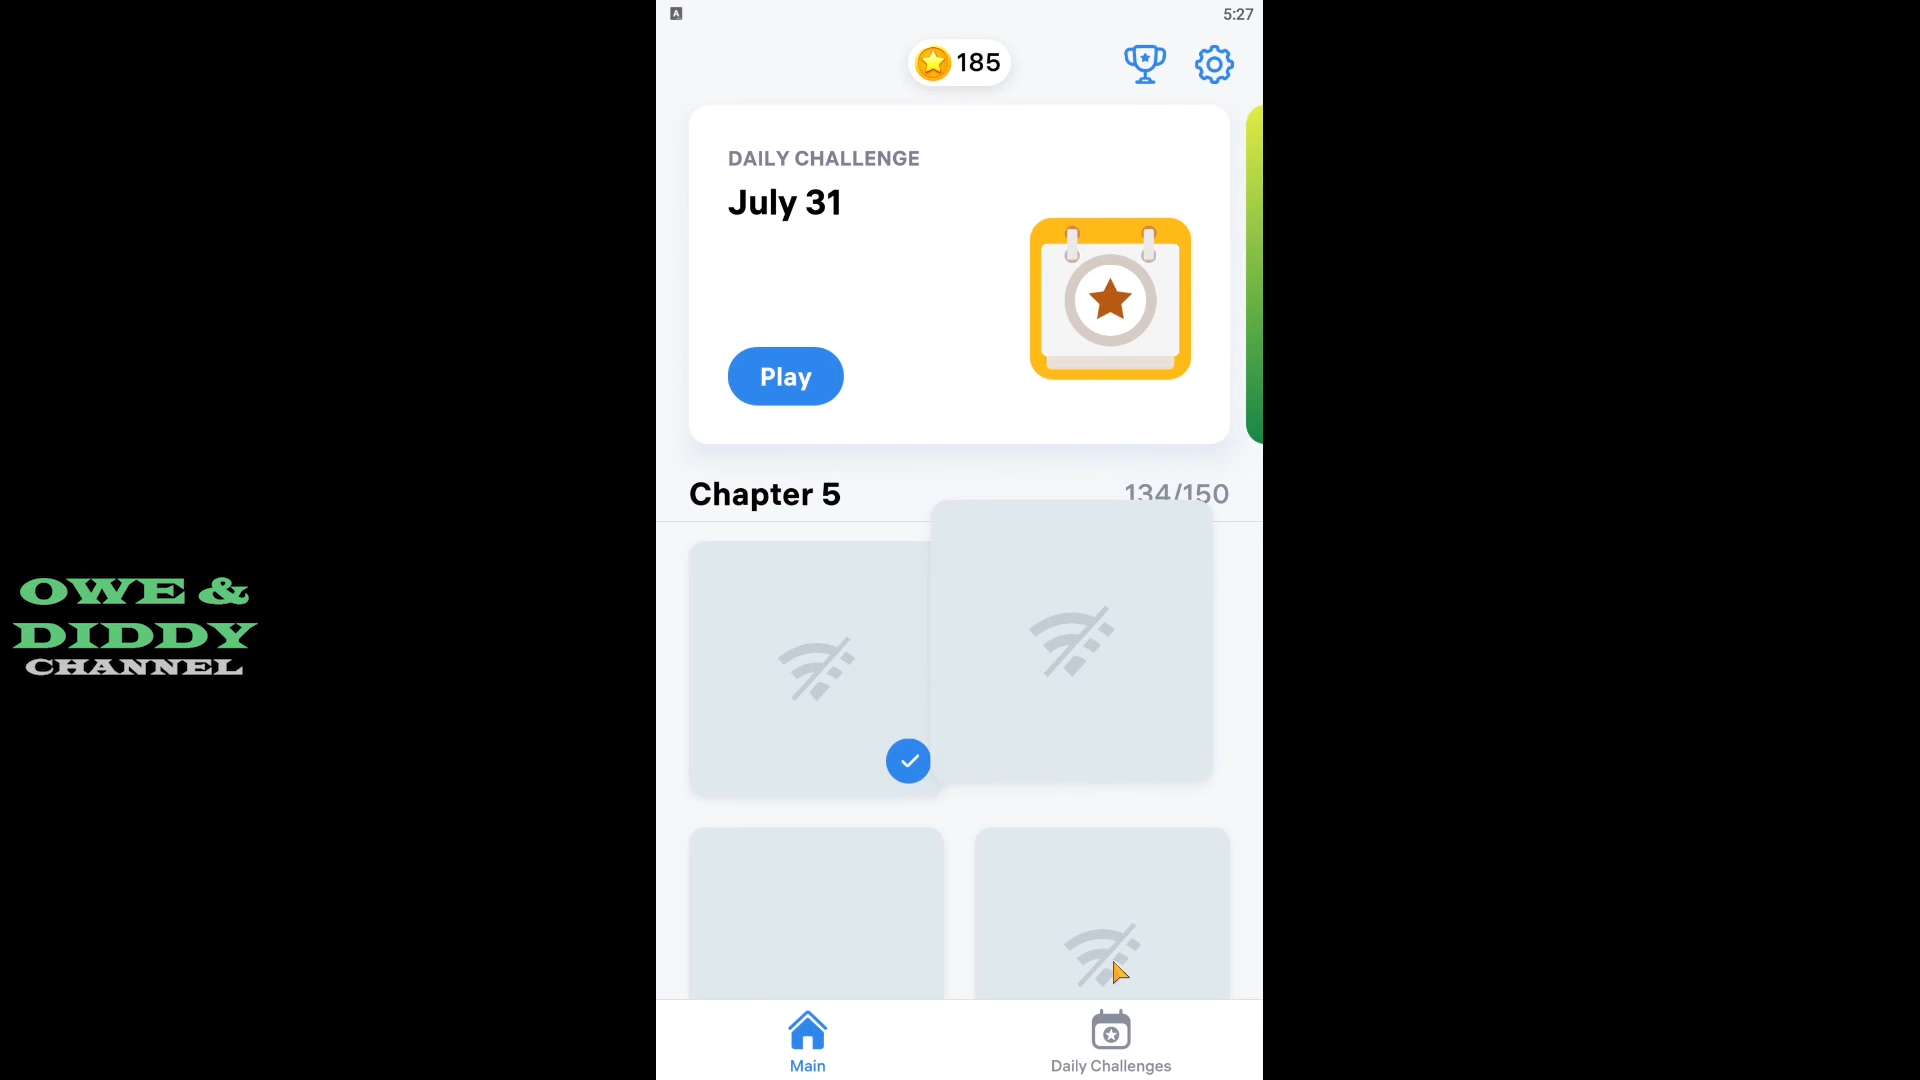 A
5:27
185
DAILY CHALLENGE
July 31
Play
Chapter 5
134/150
OWE &
DIDDY
CHANNEL
Main
Daily Challenges